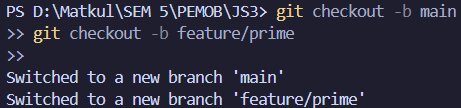 PS D:\Matkul\SEM 5\PEMOB\JS3> git checkout -b main
>> git checkout -b feature/prime
>>
Switched to a new branch 'main'
Switched to a new branch 'feature/prime'